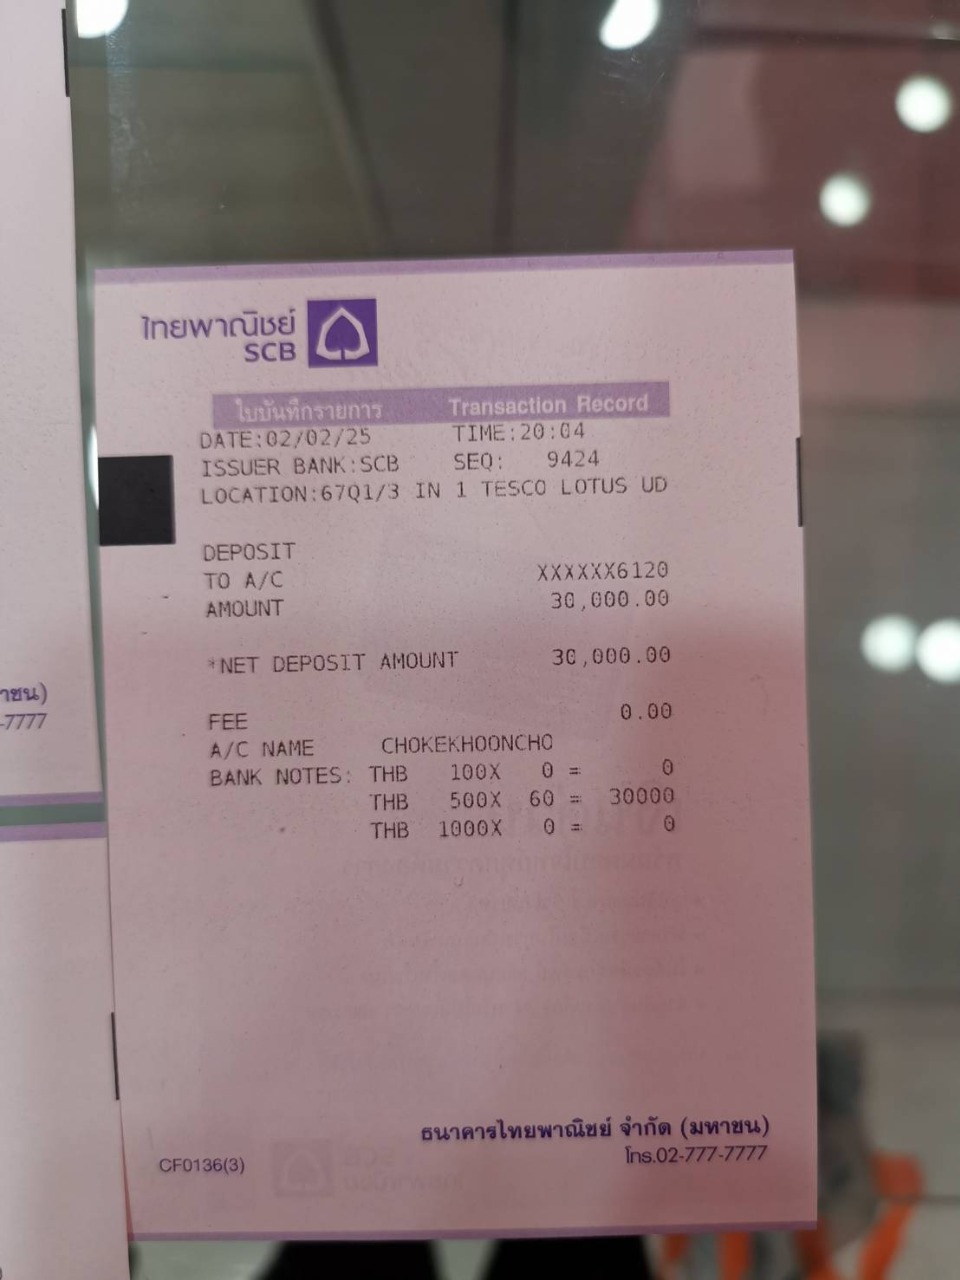 ไทยพาณิชย์
SCB
ใบบันทึกรายการ Transaction Record
DATE:02/02/25 TIME:20:04
ISSUER BANK:SCB SEQ: 9424
LOCATION:67Q1/3 IN 1 TESCO LOTUS UD
DEPOSIT
TO A/C XXXXXX6120
AMOUNT 30,000.00
*NET DEPOSIT AMOUNT 30,000.00
FEE 0.00
A/C NAME CHOKEKHOONCHO
BANK NOTES: THB 100X 0 = 0
THB 500X 60 = 30000
THB 1000X 0 = 0
ธนาคารไทยพาณิชย์ จำกัด (มหาชน)
โทร.02-777-7777
CF0136(3)
าชน)
-7777